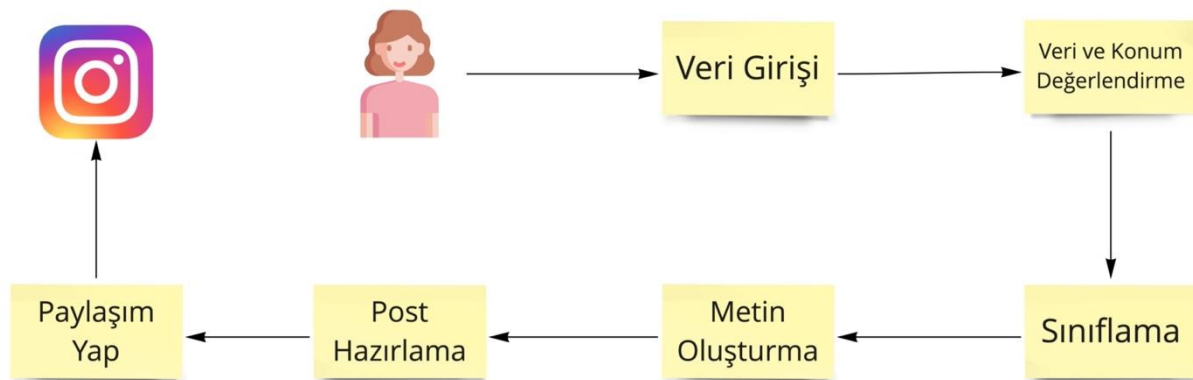 Veri Girişi
Veri ve Konum
Değerlendirme
Sınıflama
Metin
Oluşturma
Post
Hazırlama
Paylaşım
Yap